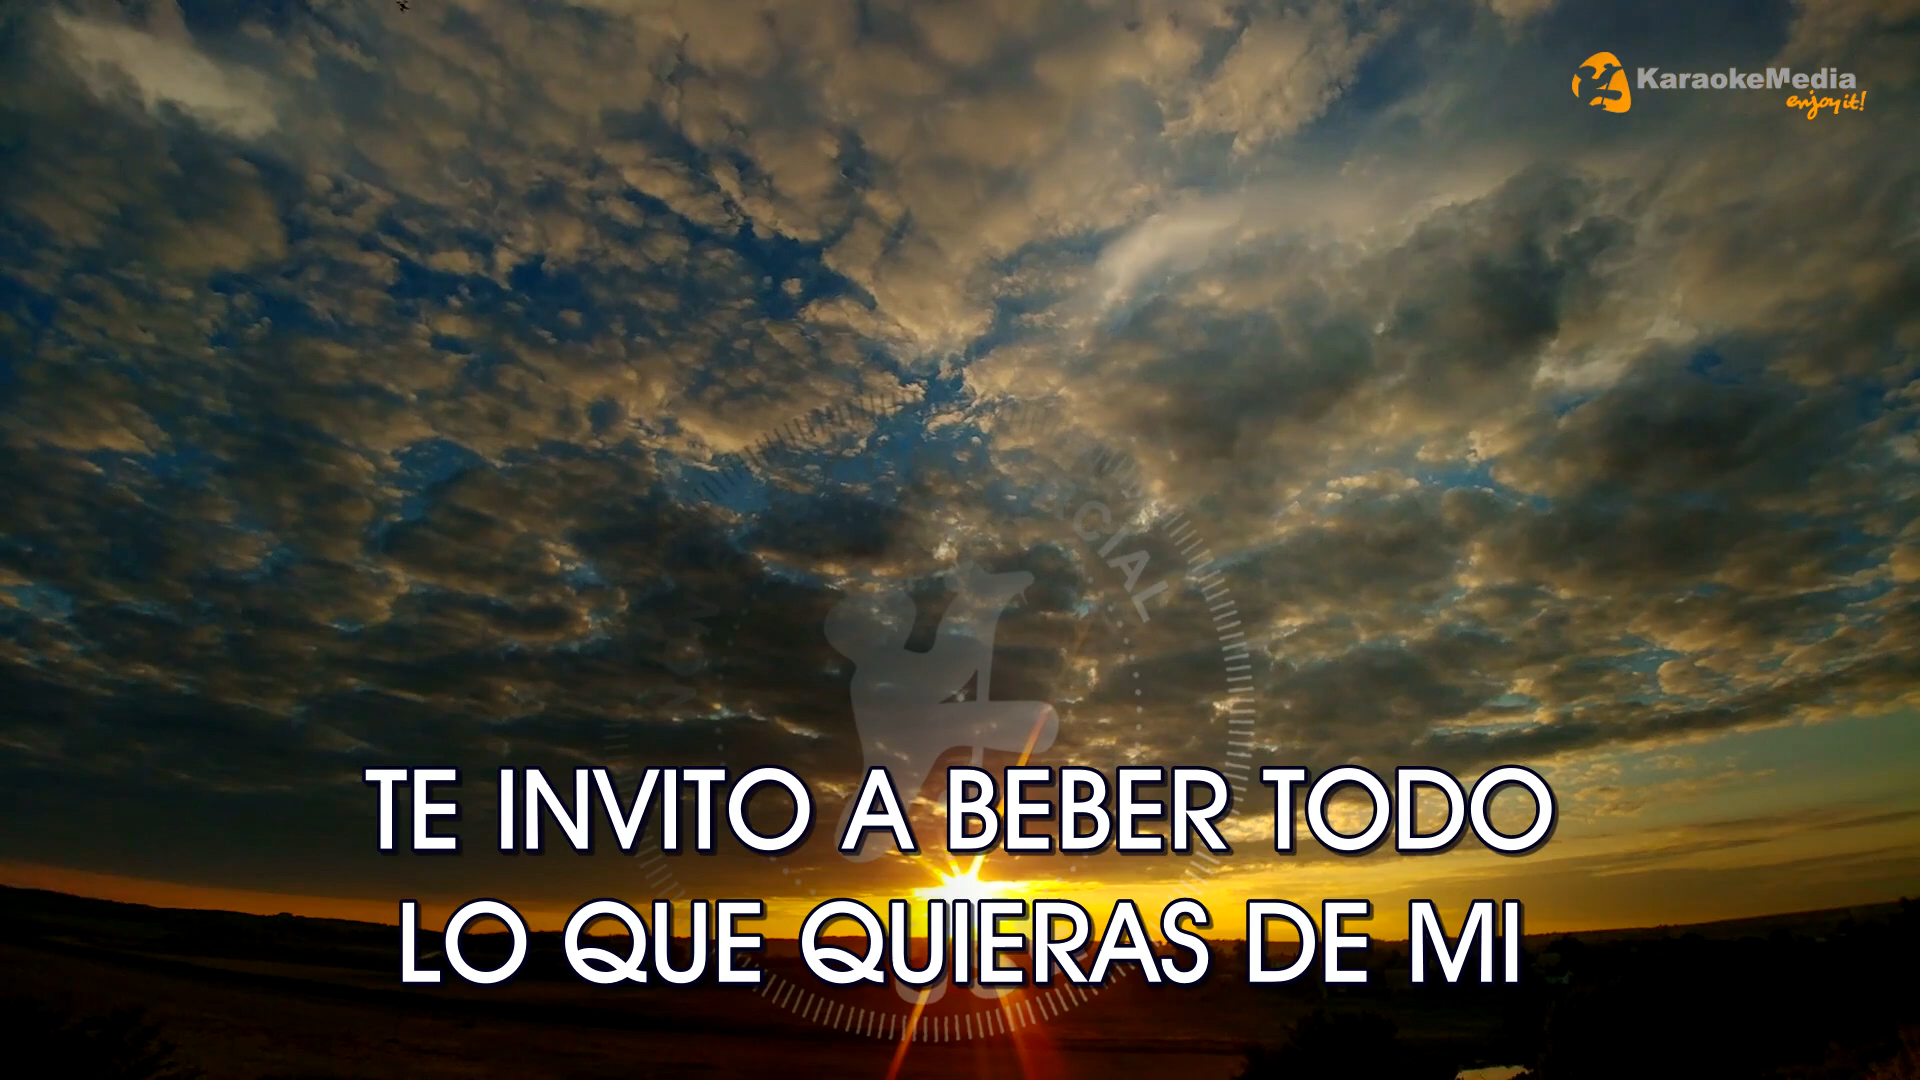 KaraokeMedia
enjoy it!
TE INVITO A BEBER TODO
LO QUE QUIERAS DE MI